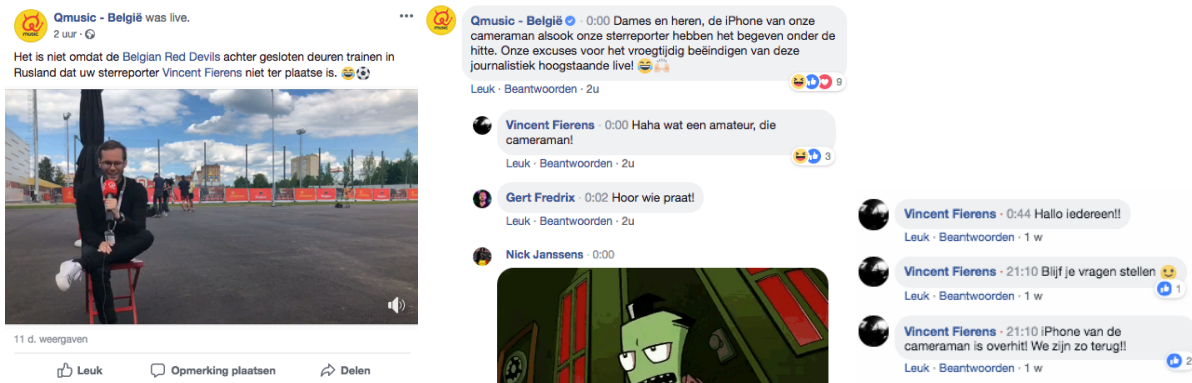 Qmusic - België was live.
2 uur ·
Het is niet omdat de Belgian Red Devils achter gesloten deuren trainen in
Rusland dat uw sterreporter Vincent Fierens niet ter plaatse is. 😂⚽
11 d. weergaven
Leuk Opmerking plaatsen Delen
Qmusic - België · 0:00 Dames en heren, de iPhone van onze
cameraman alsook onze sterreporter hebben het begeven onder de
hitte. Onze excuses voor het vroegtijdig beëindigen van deze
journalistiek hoogstaande live! 😂🙌🏻
9
Leuk · Beantwoorden · 2u
Vincent Fierens · 0:00 Haha wat een amateur, die
cameraman!
3
Leuk · Beantwoorden · 2u
Gert Fredrix · 0:02 Hoor wie praat!
Leuk · Beantwoorden · 2u
Nick Janssens · 0:00
Vincent Fierens · 0:44 Hallo iedereen!!
Leuk · Beantwoorden · 1 w
Vincent Fierens · 21:10 Blijf je vragen stellen 😉
1
Leuk · Beantwoorden · 1 w
Vincent Fierens · 21:10 iPhone van de
cameraman is overhit! We zijn zo terug!!
2
Leuk · Beantwoorden · 1 w